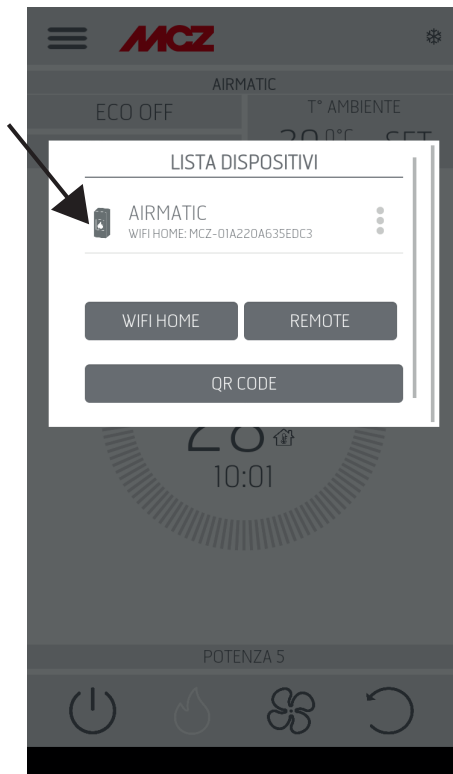 MCZ
AIRMATIC
ECO OFF
T° AMBIENTE
SET
LISTA DISPOSITIVI
AIRMATIC
WIFI HOME: MCZ-01A220A635EDC3
WIFI HOME
REMOTE
QR CODE
10:01
POTENZA 5